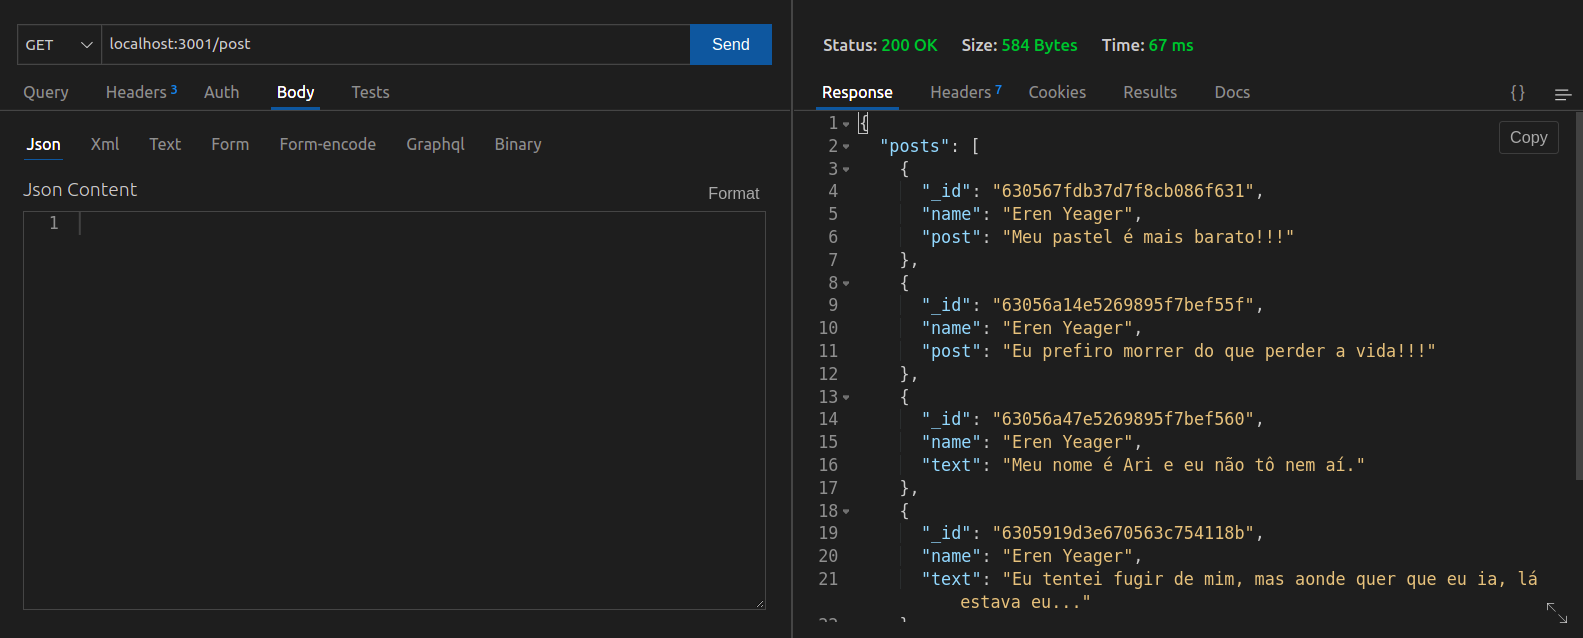 GET localhost:3001/post Send
Query Headers 3 Auth Body Tests
Json Xml Text Form Form-encode Graphql Binary
Json Content Format
1
Status: 200 OK Size: 584 Bytes Time: 67 ms
Response Headers 7 Cookies Results Docs {}
Copy
1 {
2 "posts": [
3 {
4 "_id": "630567fdb37d7f8cb086f631",
5 "name": "Eren Yeager",
6 "post": "Meu pastel é mais barato!!!"
7 },
8 {
9 "_id": "63056a14e5269895f7bef55f",
10 "name": "Eren Yeager",
11 "post": "Eu prefiro morrer do que perder a vida!!!"
12 },
13 {
14 "_id": "63056a47e5269895f7bef560",
15 "name": "Eren Yeager",
16 "text": "Meu nome é Ari e eu não tô nem aí."
17 },
18 {
19 "_id": "6305919d3e670563c754118b",
20 "name": "Eren Yeager",
21 "text": "Eu tentei fugir de mim, mas aonde quer que eu ia, lá
estava eu..."